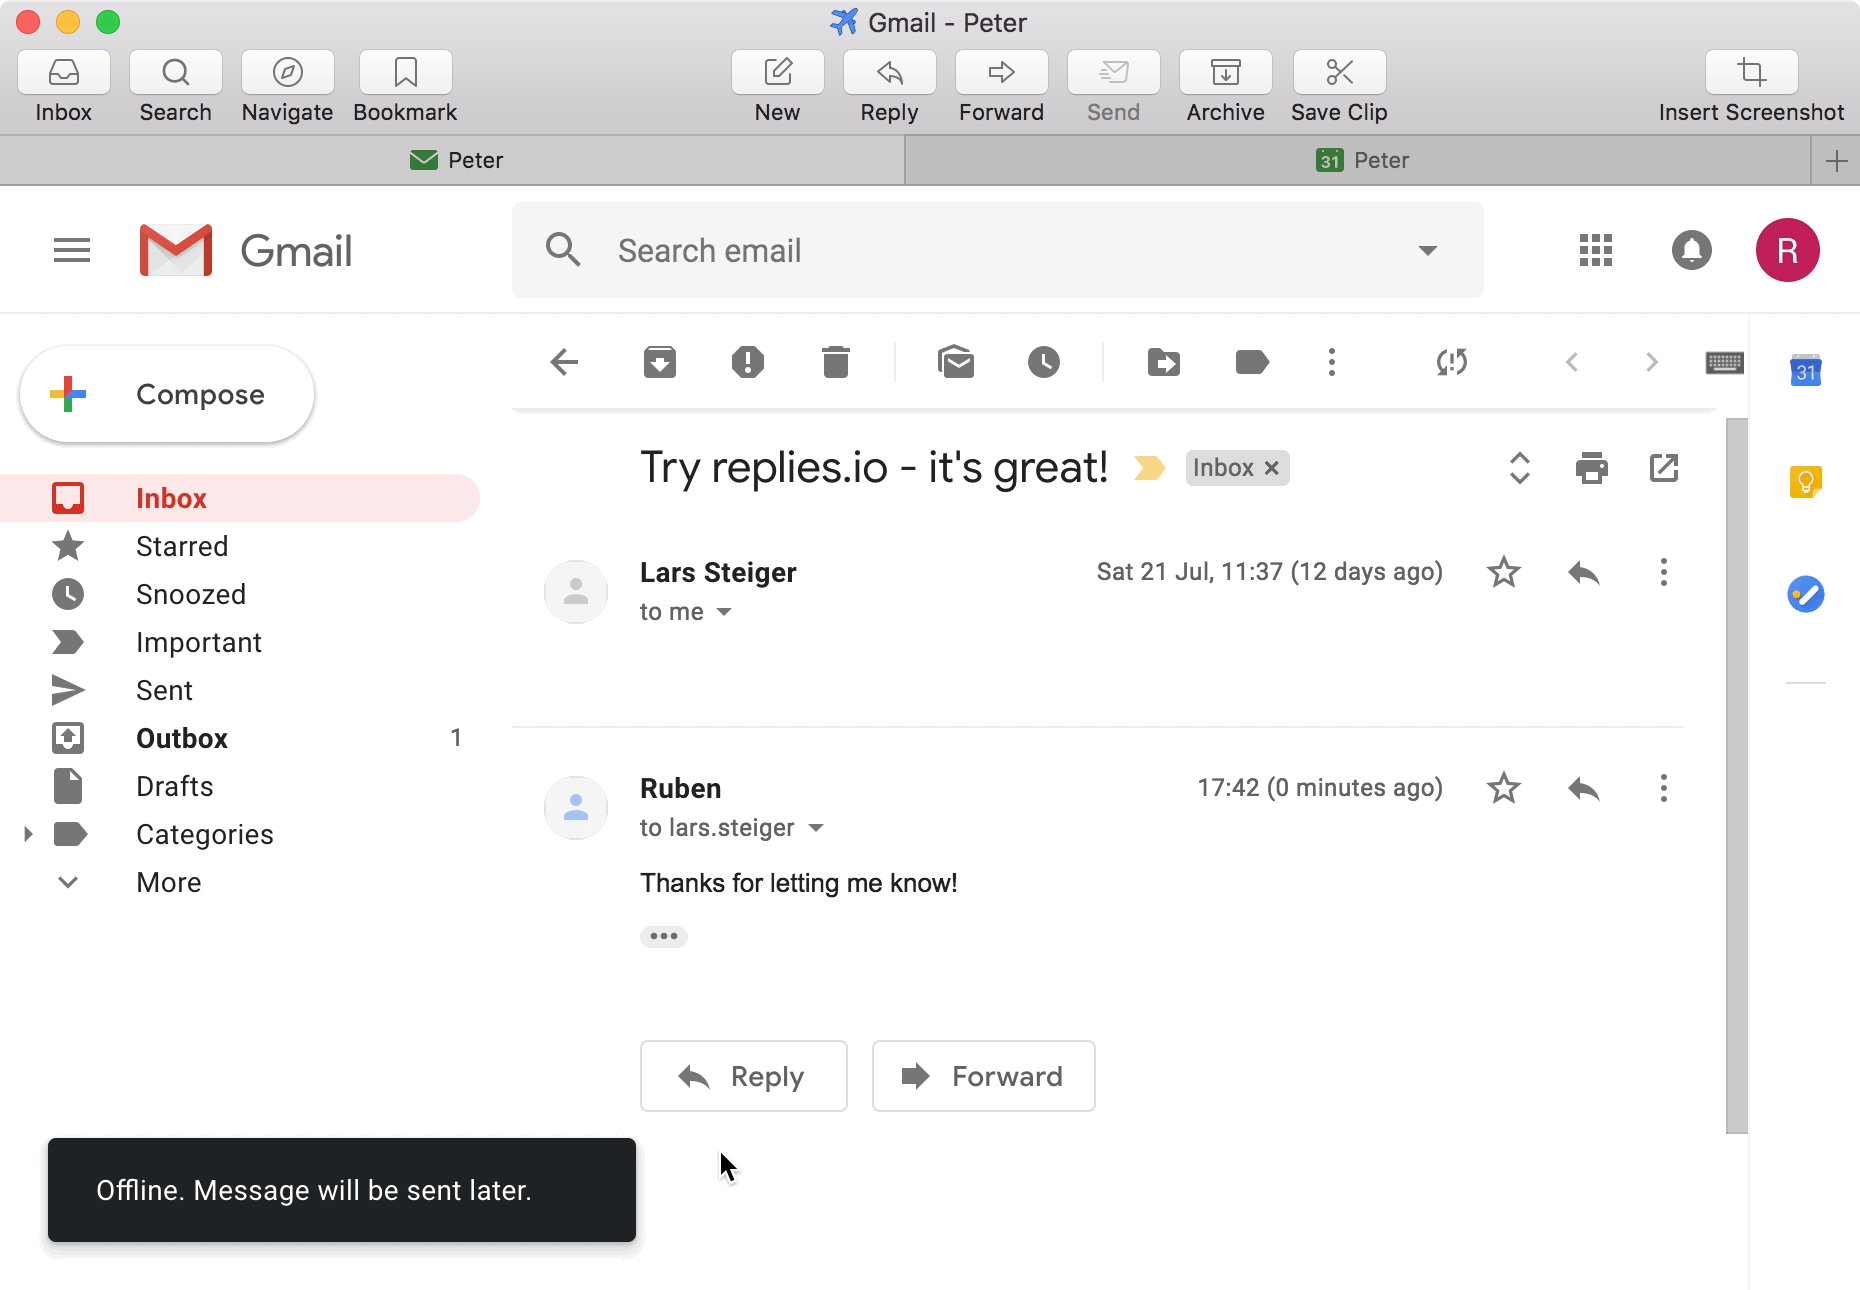 Gmail - Peter
Inbox Search Navigate Bookmark New Reply Forward Send Archive Save Clip Insert Screenshot
Peter 31 Peter
Gmail Search email R
Compose
31
Try replies.io - it's great! Inbox ×
Inbox
Starred
Snoozed
Important
Sent
Outbox 1
Drafts
Categories
More
Lars Steiger Sat 21 Jul, 11:37 (12 days ago)
to me
Ruben 17:42 (0 minutes ago)
to lars.steiger
Thanks for letting me know!
Reply Forward
Offline. Message will be sent later.